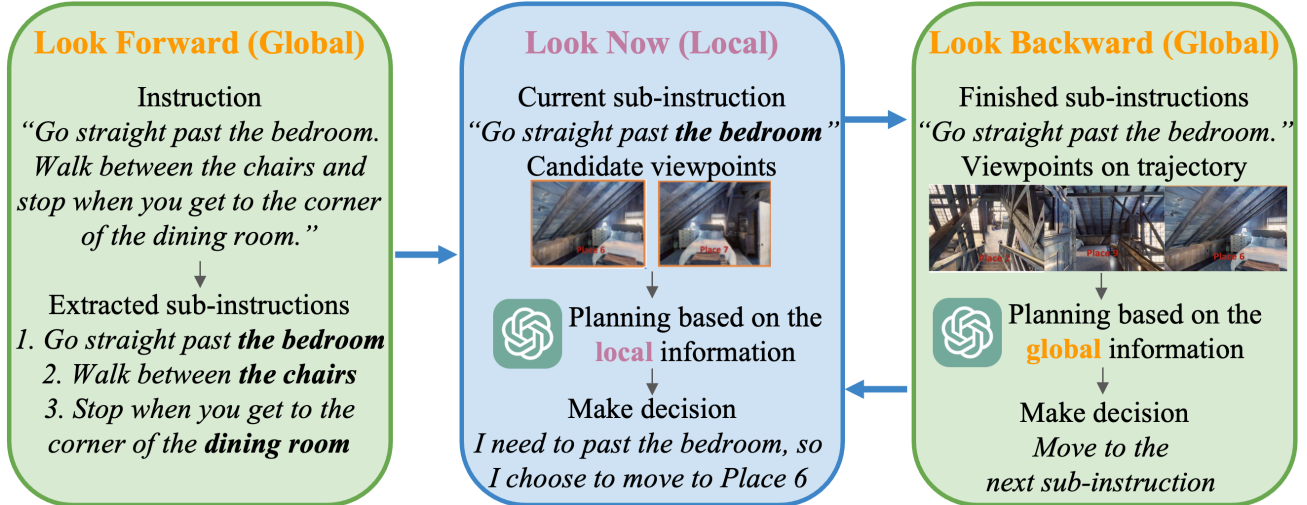 Look Forward (Global)
Instruction
“Go straight past the bedroom.
Walk between the chairs and
stop when you get to the corner
of the dining room.”
Extracted sub-instructions
1. Go straight past the bedroom
2. Walk between the chairs
3. Stop when you get to the
corner of the dining room
Look Now (Local)
Current sub-instruction
“Go straight past the bedroom”
Candidate viewpoints
Place 6
Place 7
Planning based on the
local information
Make decision
I need to past the bedroom, so
I choose to move to Place 6
Look Backward (Global)
Finished sub-instructions
“Go straight past the bedroom.”
Viewpoints on trajectory
Place
Place
Place 6
Planning based on the
global information
Make decision
Move to the
next sub-instruction